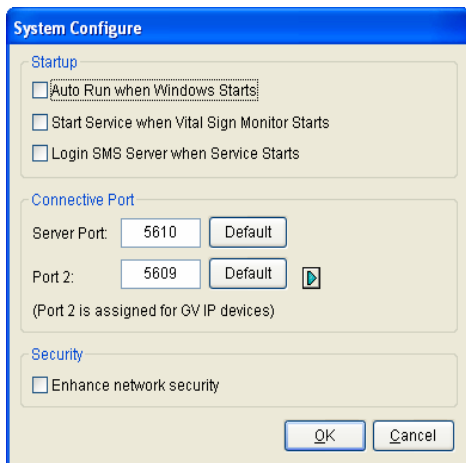 System Configure
Startup
Auto Run when Windows Starts
Start Service when Vital Sign Monitor Starts
Login SMS Server when Service Starts
Connective Port
Server Port: 5610 Default
Port 2: 5609 Default
(Port 2 is assigned for GV IP devices)
Security
Enhance network security
OK Cancel